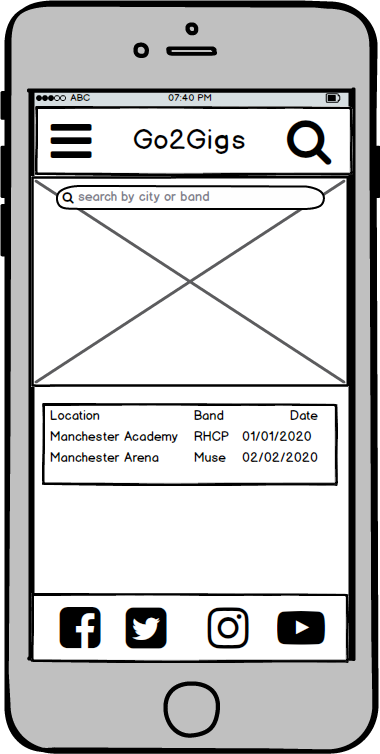 ABC 07:40 PM
Go2Gigs
search by city or band
Location Band Date
Manchester Academy RHCP 01/01/2020
Manchester Arena Muse 02/02/2020